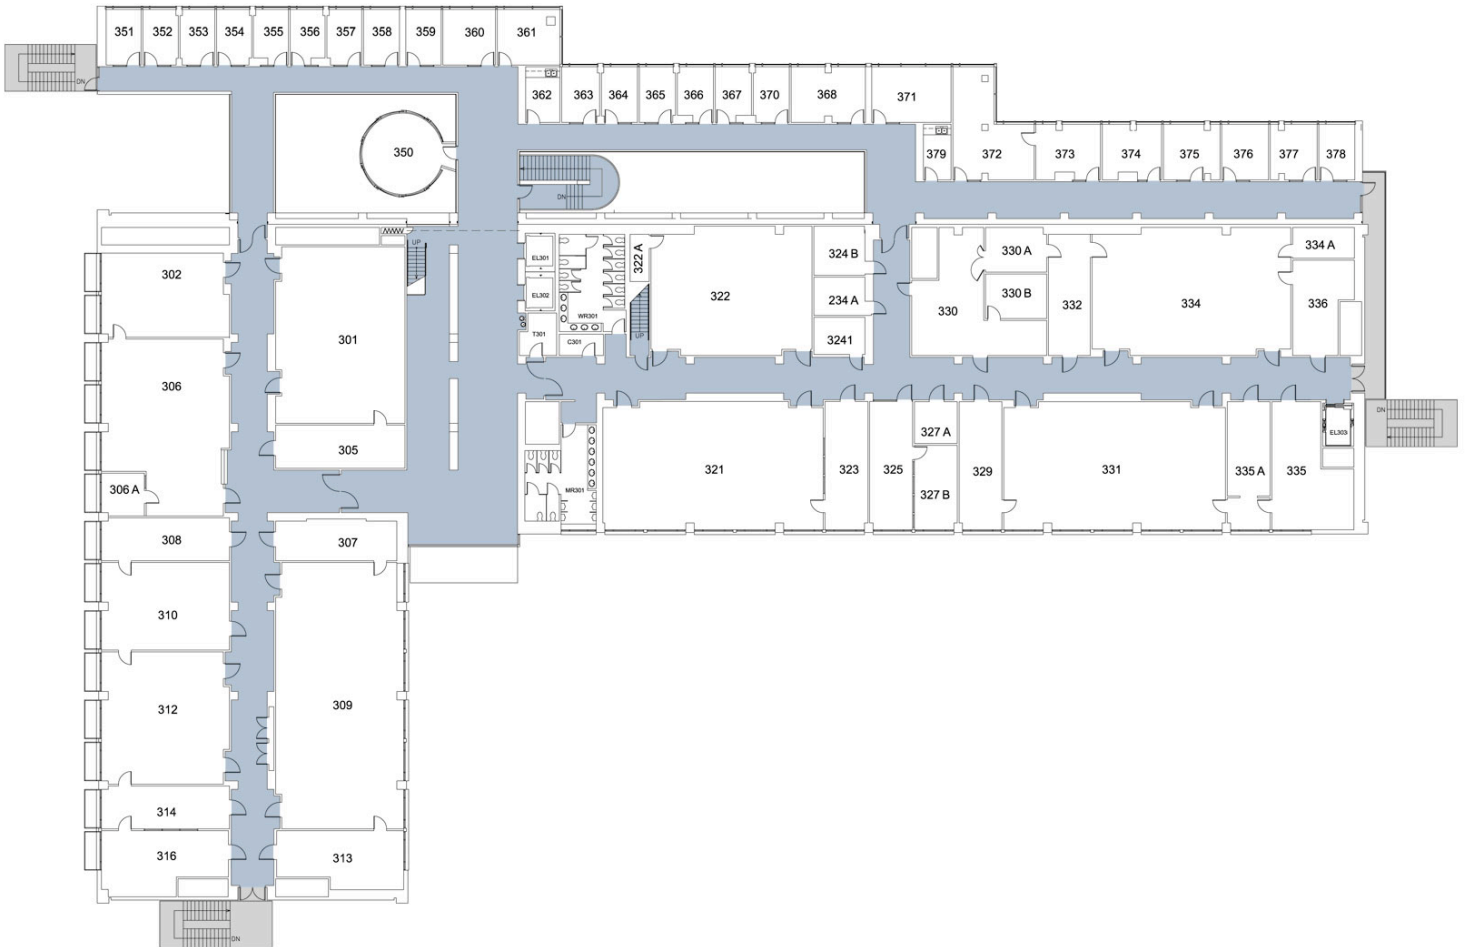 351 352 353 354 355 356 357 358 359 360 361
DN
362 363 364 365 366 367 370 368 371
350
379 372 373 374 375 376 377 378
DN
UP
302
EL301
322 A
324 B
330 A
334 A
EL302
322
234 A
330 B
330
332
334
336
WR301
301
T301
C301
UP
3241
306
DN
EL303
327 A
305
321
323
325
329
331
335 A
335
306 A
MR301
327 B
308
307
310
312
309
314
316
313
DN